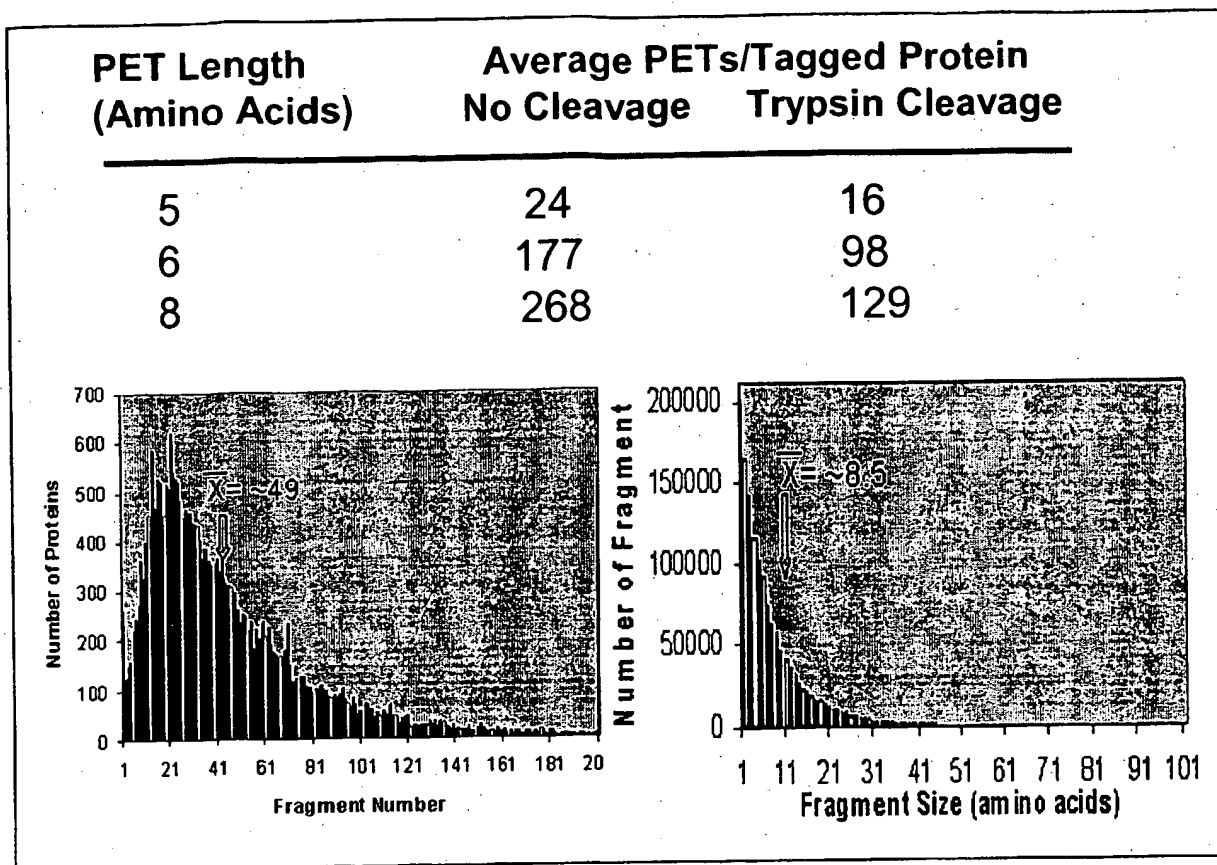 PET Length Average PETs/Tagged Protein
(Amino Acids) No Cleavage Trypsin Cleavage
5 24 16
6 177 98
8 268 129
700
600
500
400
300
200
100
0
Number of Proteins
X̄= ~49
1 21 41 61 81 101 121 141 161 181 20
Fragment Number
200000
150000
100000
50000
0
Number of Fragment
X̄= ~8.5
1 11 21 31 41 51 61 71 81 91 101
Fragment Size (amino acids)